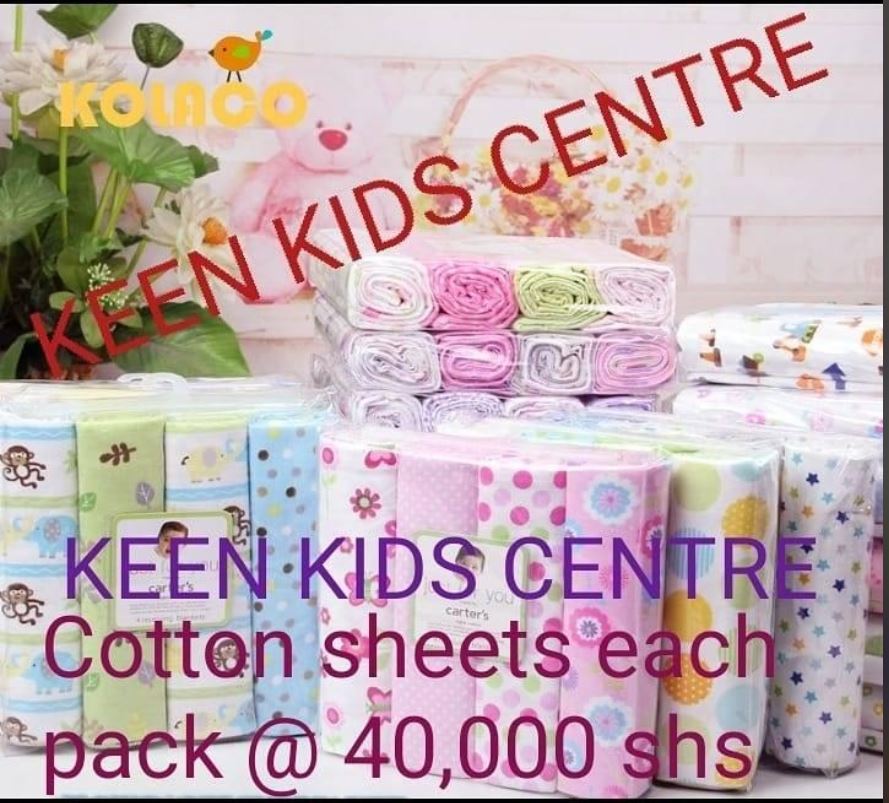 KOLACO
KEEN KIDS CENTRE
KEEN KIDS CENTRE
carter's
carter's
Cotton sheets each
pack @ 40,000 shs